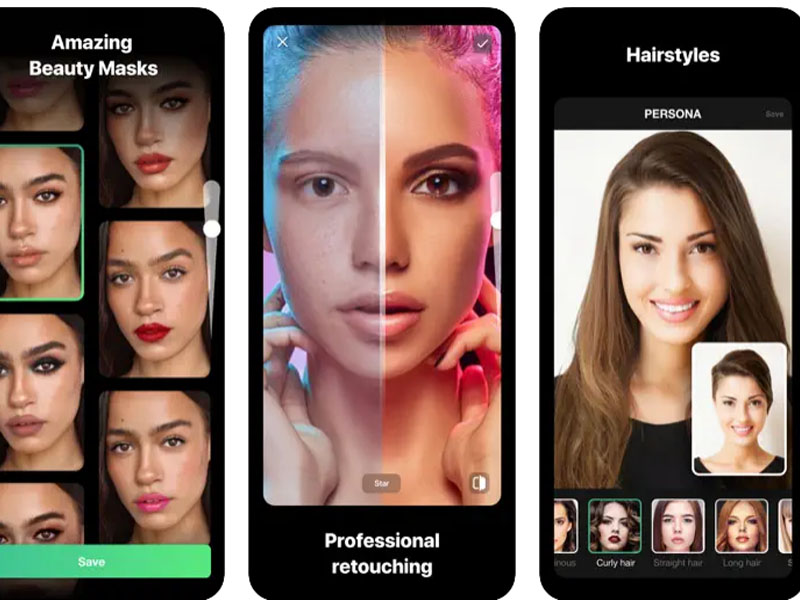 Amazing
Beauty Masks
Save
Star
Professional
retouching
Hairstyles
PERSONA
Save
inous
Curly hair
Straight hair
Long hair
S